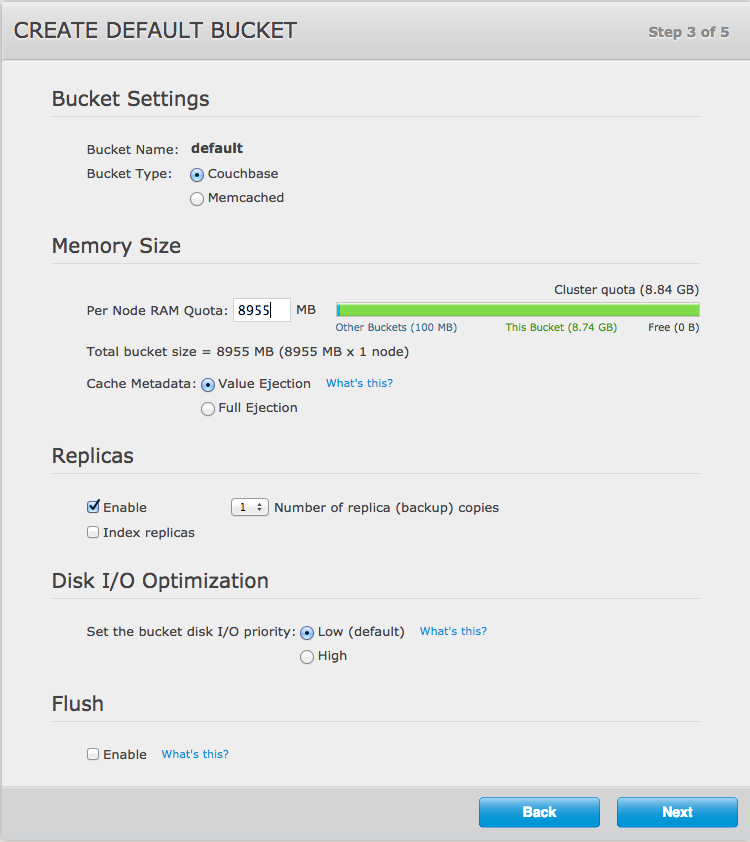 CREATE DEFAULT BUCKET Step 3 of 5
Bucket Settings
Bucket Name: default
Bucket Type: Couchbase
Memcached
Memory Size
Cluster quota (8.84 GB)
Per Node RAM Quota: 8955 MB
Other Buckets (100 MB) This Bucket (8.74 GB) Free (0 B)
Total bucket size = 8955 MB (8955 MB x 1 node)
Cache Metadata: Value Ejection What's this?
Full Ejection
Replicas
Enable 1 Number of replica (backup) copies
Index replicas
Disk I/O Optimization
Set the bucket disk I/O priority: Low (default) What's this?
High
Flush
Enable What's this?
Back Next